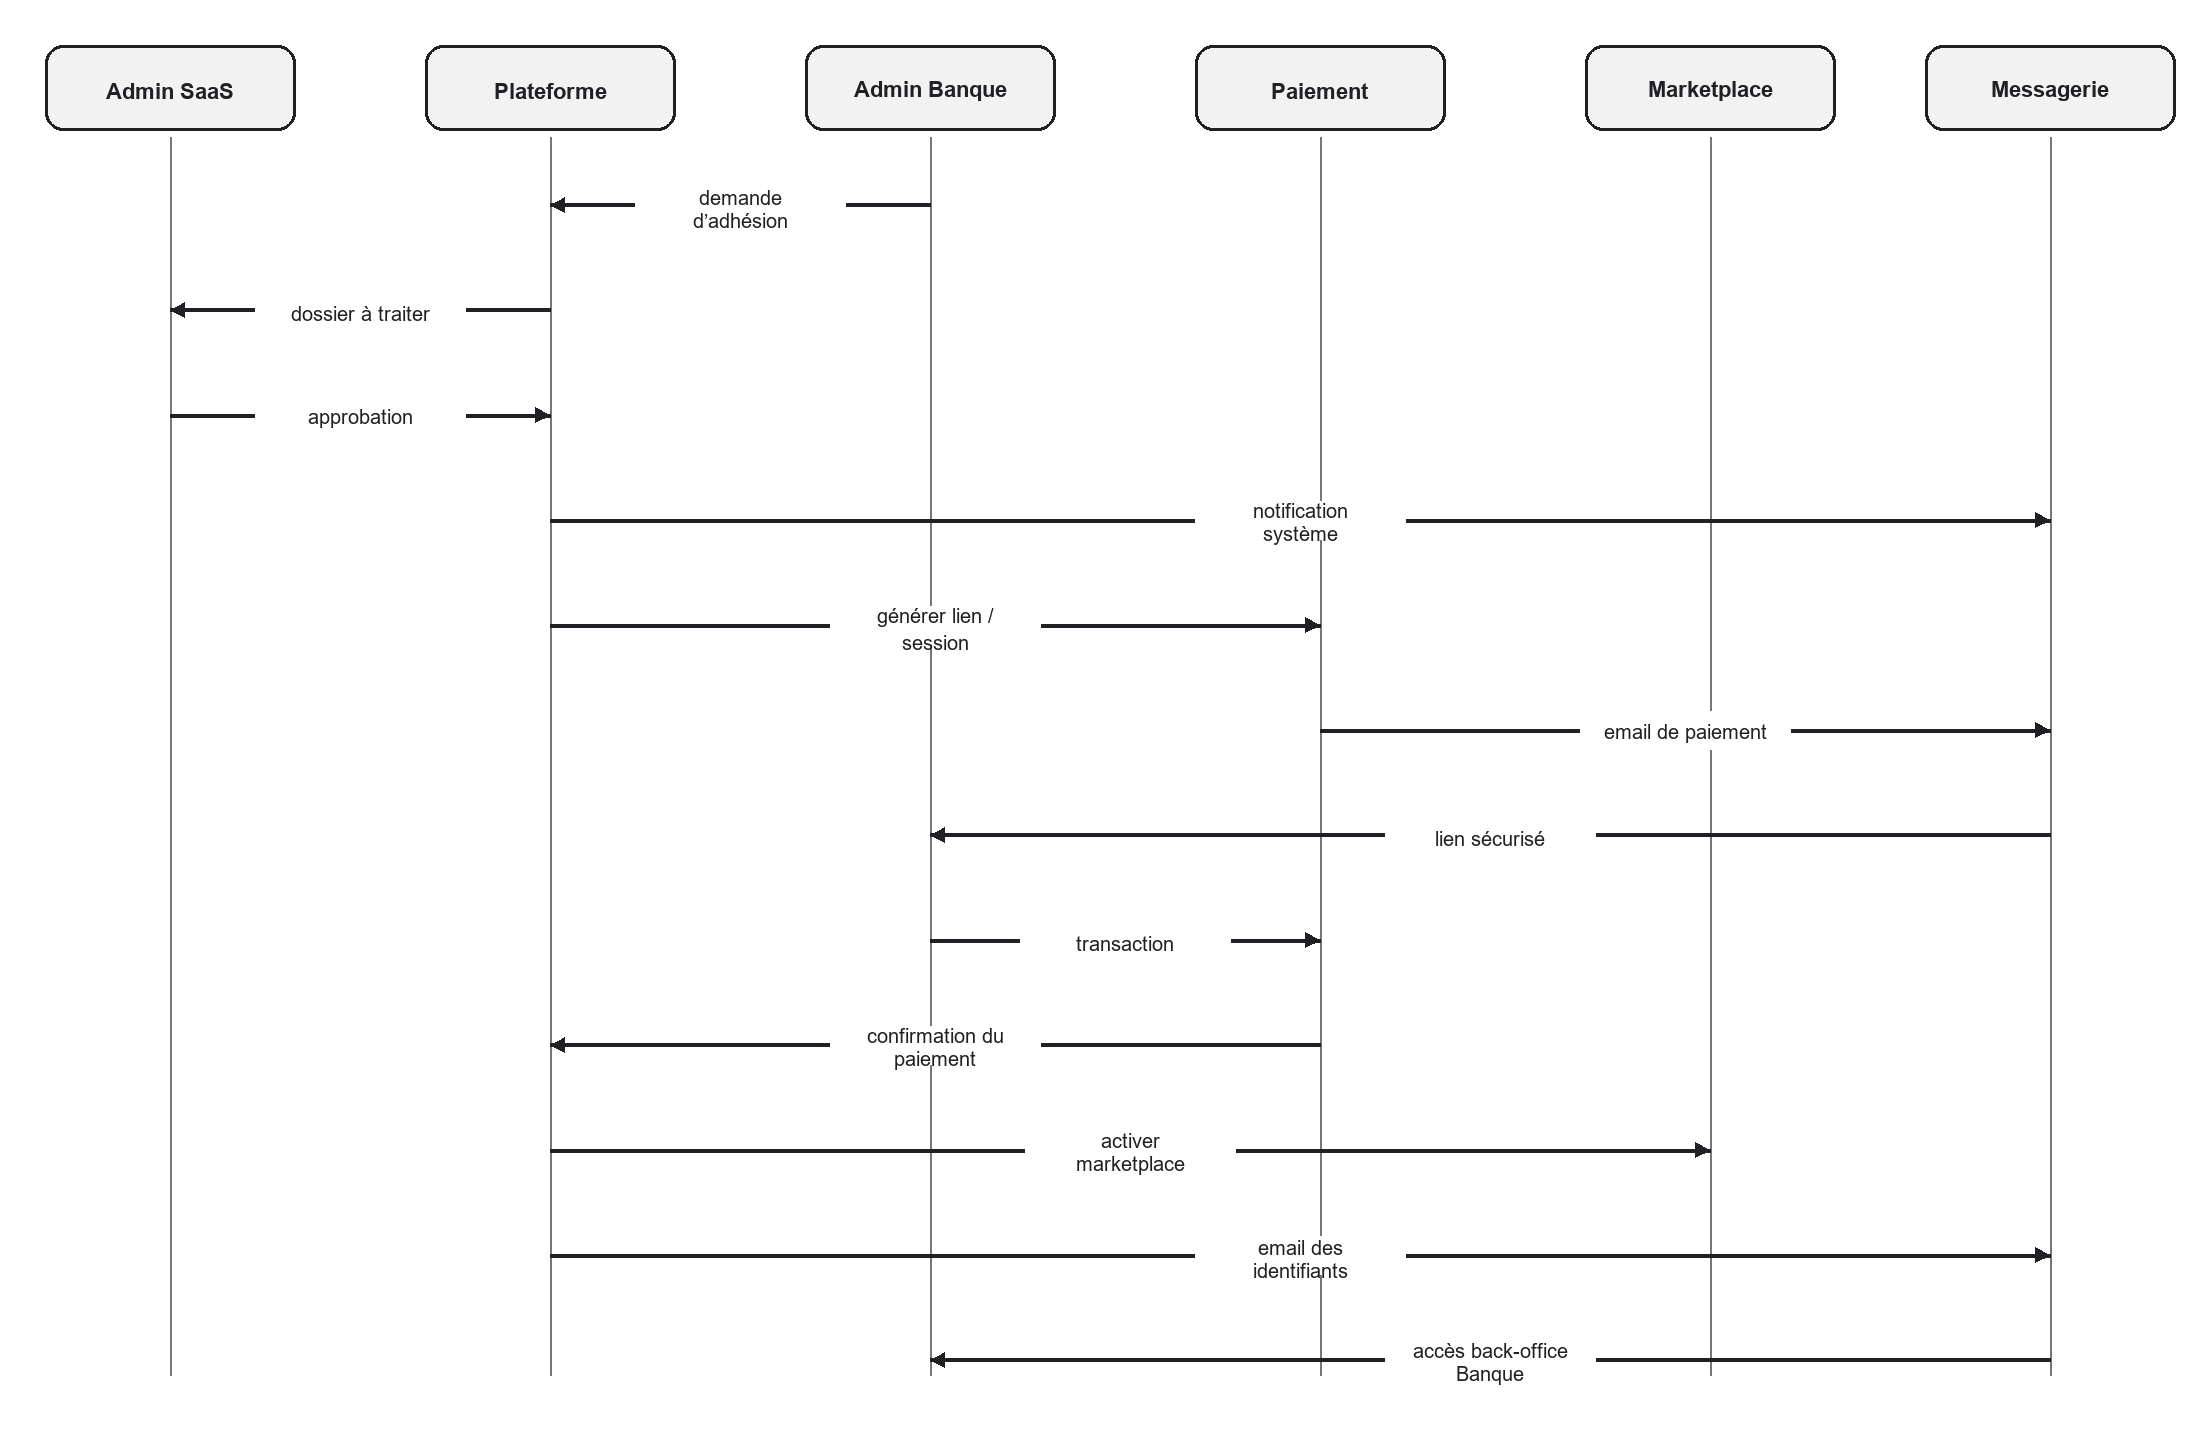 Admin SaaS
Plateforme
Admin Banque
Paiement
Marketplace
Messagerie
demande
d’adhésion
dossier à traiter
approbation
notification
système
générer lien /
session
email de paiement
lien sécurisé
transaction
confirmation du
paiement
activer
marketplace
email des
identifiants
accès back-office
Banque